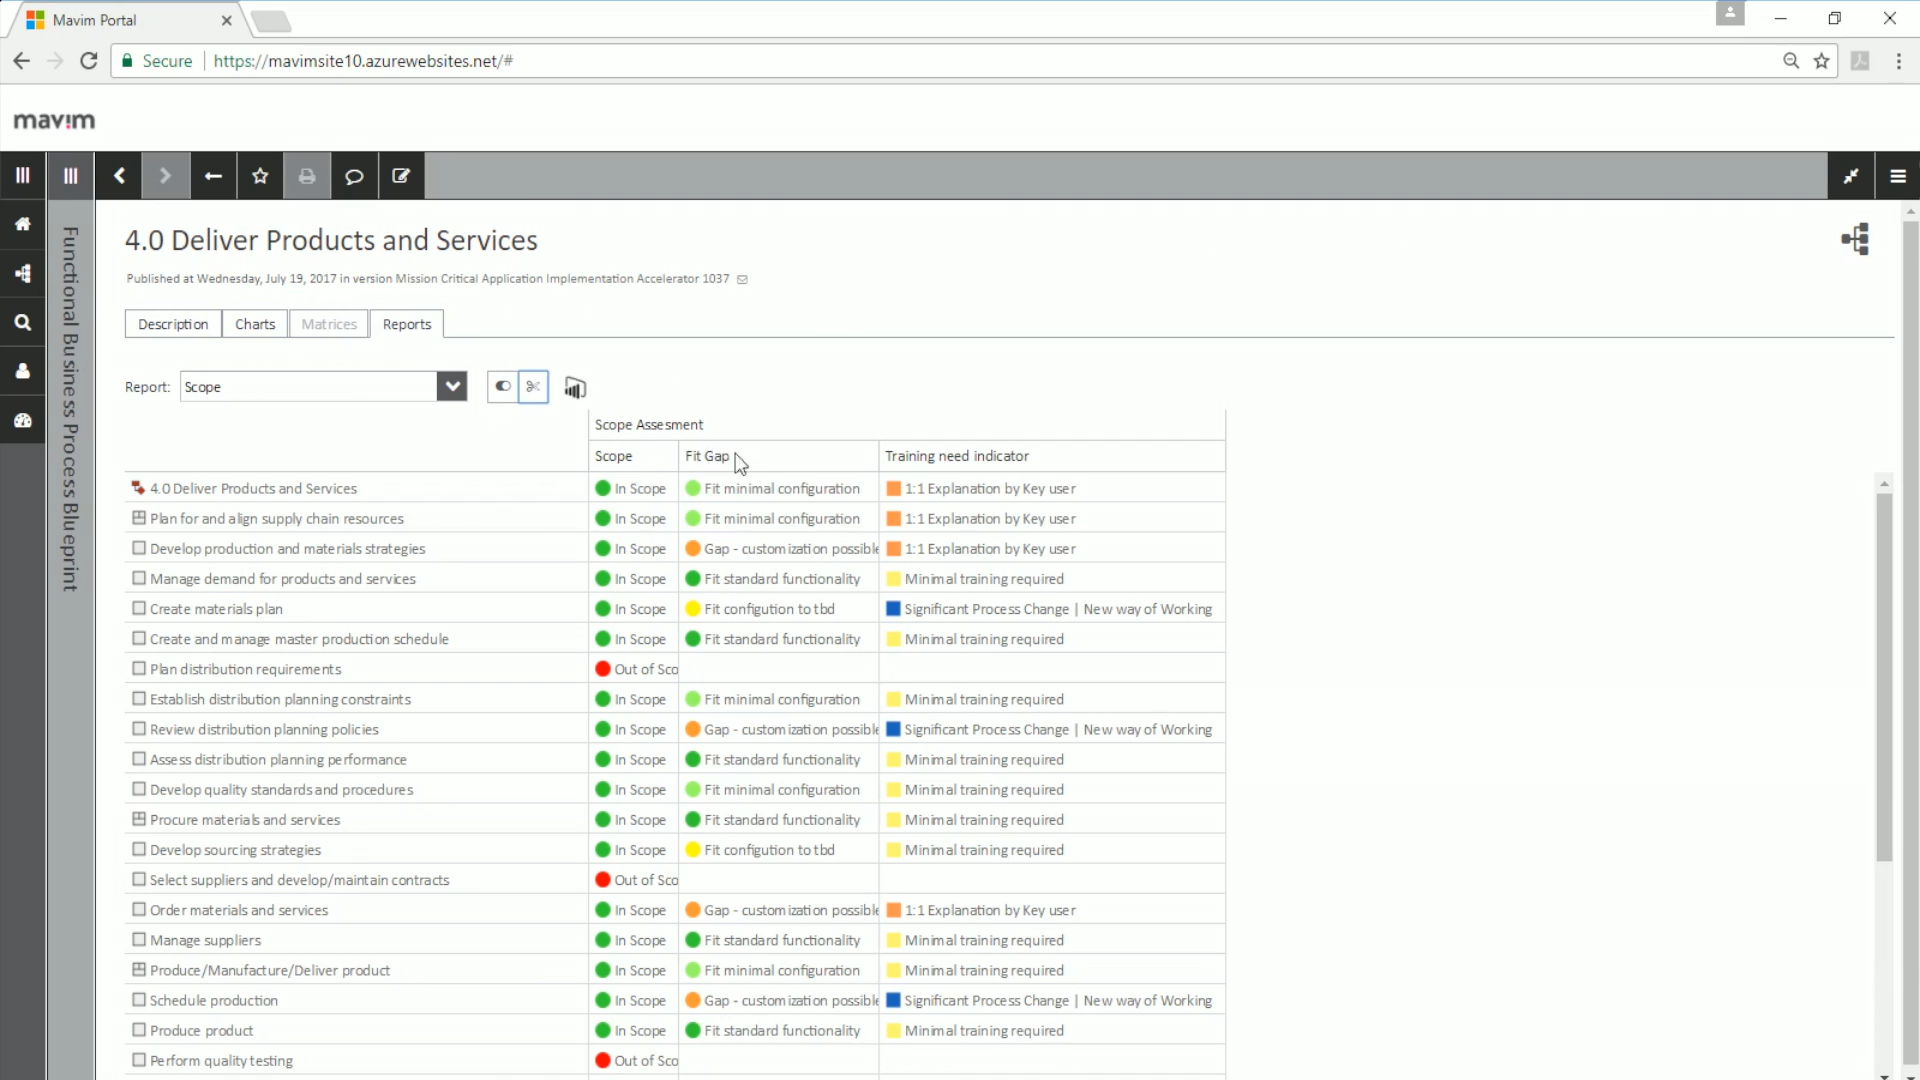 Mavim Portal
Secure https://mavimsite10.azurewebsites.net/#
mavim
Functional Business Process Blueprint
4.0 Deliver Products and Services
Published at Wednesday, July 19, 2017 in version Mission Critical Application Implementation Accelerator 1037
Description Charts Matrices Reports
Report: Scope
Scope Assesment
Scope Fit Gap Training need indicator
4.0 Deliver Products and Services In Scope Fit minimal configuration 1:1 Explanation by Key user
Plan for and align supply chain resources In Scope Fit minimal configuration 1:1 Explanation by Key user
Develop production and materials strategies In Scope Gap - customization possible 1:1 Explanation by Key user
Manage demand for products and services In Scope Fit standard functionality Minimal training required
Create materials plan In Scope Fit configution to tbd Significant Process Change | New way of Working
Create and manage master production schedule In Scope Fit standard functionality Minimal training required
Plan distribution requirements Out of Sco
Establish distribution planning constraints In Scope Fit minimal configuration Minimal training required
Review distribution planning policies In Scope Gap - customization possible Significant Process Change | New way of Working
Assess distribution planning performance In Scope Fit standard functionality Minimal training required
Develop quality standards and procedures In Scope Fit minimal configuration Minimal training required
Procure materials and services In Scope Fit standard functionality Minimal training required
Develop sourcing strategies In Scope Fit configution to tbd Minimal training required
Select suppliers and develop/maintain contracts Out of Sco
Order materials and services In Scope Gap - customization possible 1:1 Explanation by Key user
Manage suppliers In Scope Fit standard functionality Minimal training required
Produce/Manufacture/Deliver product In Scope Fit minimal configuration Minimal training required
Schedule production In Scope Gap - customization possible Significant Process Change | New way of Working
Produce product In Scope Fit standard functionality Minimal training required
Perform quality testing Out of Sco